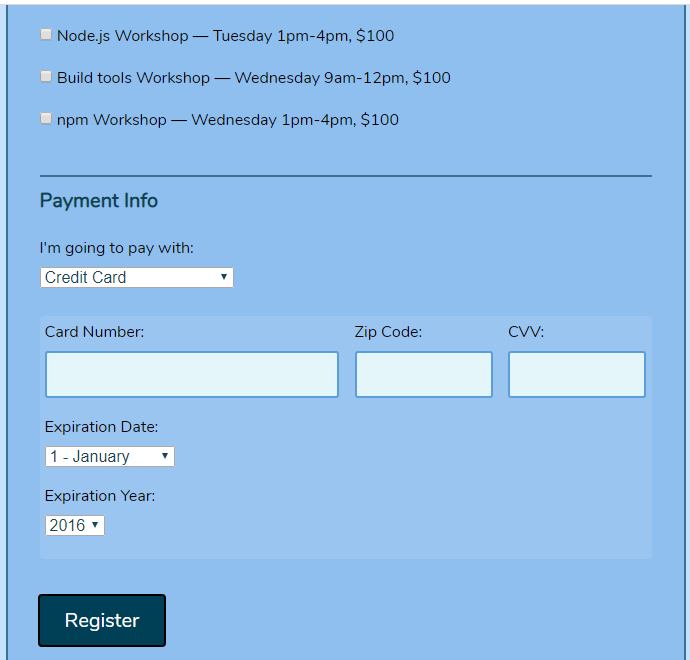 Node.js Workshop — Tuesday 1pm-4pm, $100
Build tools Workshop — Wednesday 9am-12pm, $100
npm Workshop — Wednesday 1pm-4pm, $100
Payment Info
I'm going to pay with:
Credit Card
Card Number: Zip Code: CVV:
Expiration Date:
1 - January
Expiration Year:
2016
Register